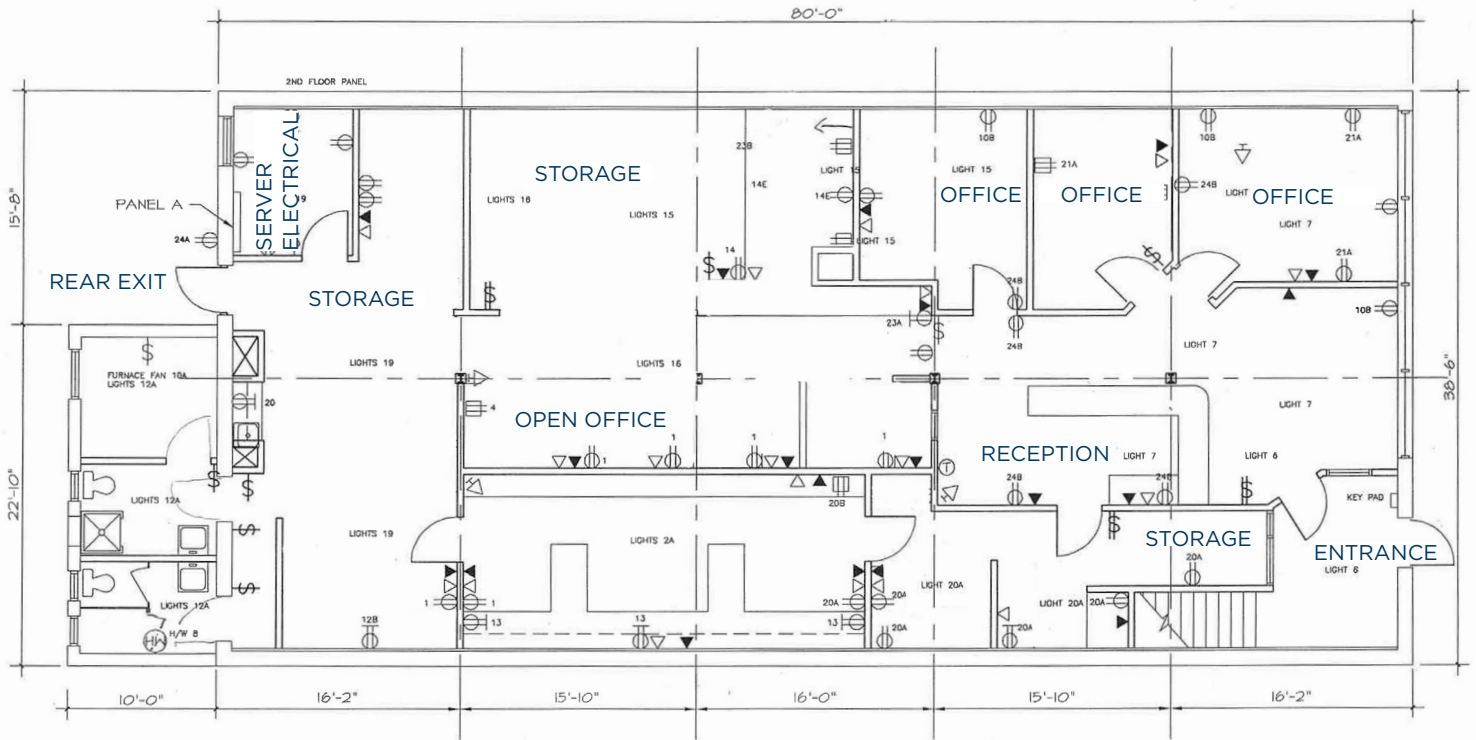 80'-0"
2ND FLOOR PANEL
15'-8"
22'-10"
38'-6"
PANEL A
24A
SERVER
ELECTRICAL
19
REAR EXIT
STORAGE
STORAGE
LIGHTS 16
LIGHTS 15
23B
14E
LIGHT 15
14E
LIGHT 15
14
10B
LIGHT 15
OFFICE
21A
OFFICE
10B
21A
24B
LIGHT
OFFICE
LIGHT 7
21A
24B
23A
24B
10B
LIGHT 7
LIGHTS 19
LIGHTS 16
FURNACE FAN 10A
LIGHTS 12A
20
4
OPEN OFFICE
1
1
1
1
LIGHT 7
RECEPTION
LIGHT 7
LIGHT 6
24B
24B
T
KEY PAD
LIGHTS 12A
LIGHTS 19
20B
LIGHTS 2A
STORAGE
20A
ENTRANCE
LIGHT 6
LIGHTS 12A
H/W 8
HW
12B
1
1
13
13
13
20A
20A
20A
LIGHT 20A
20A
LIGHT 20A
20A
10'-0"
16'-2"
15'-10"
16'-0"
15'-10"
16'-2"